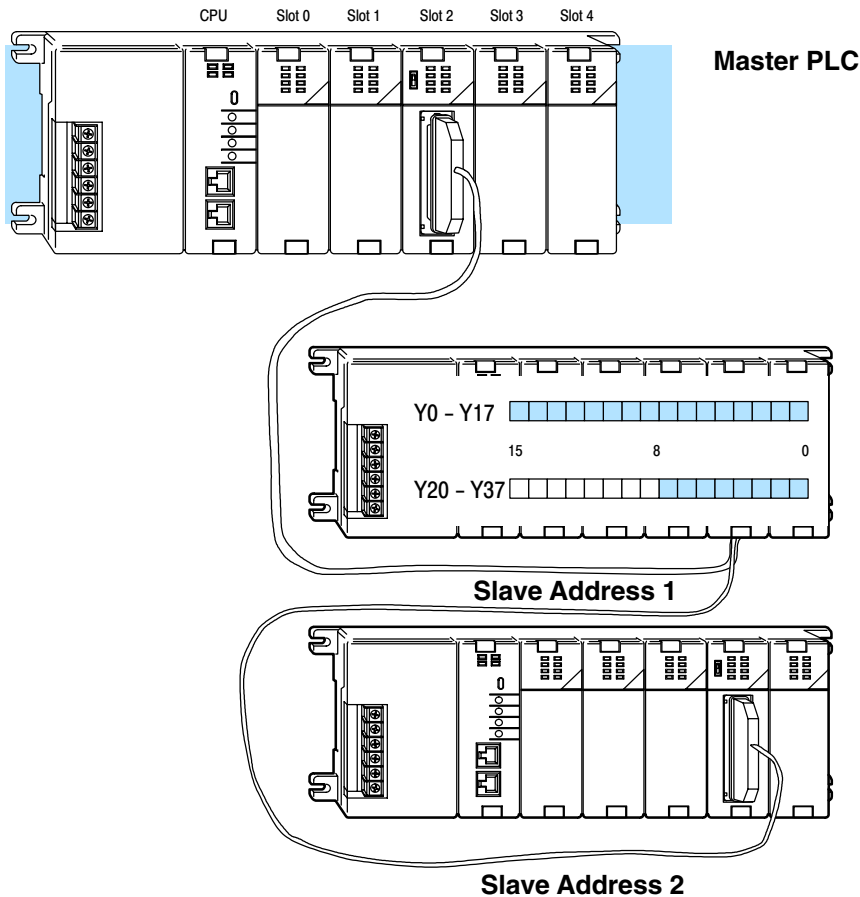 CPU Slot 0 Slot 1 Slot 2 Slot 3 Slot 4
Master PLC
Y0 – Y17
15 8 0
Y20 – Y37
Slave Address 1
Slave Address 2